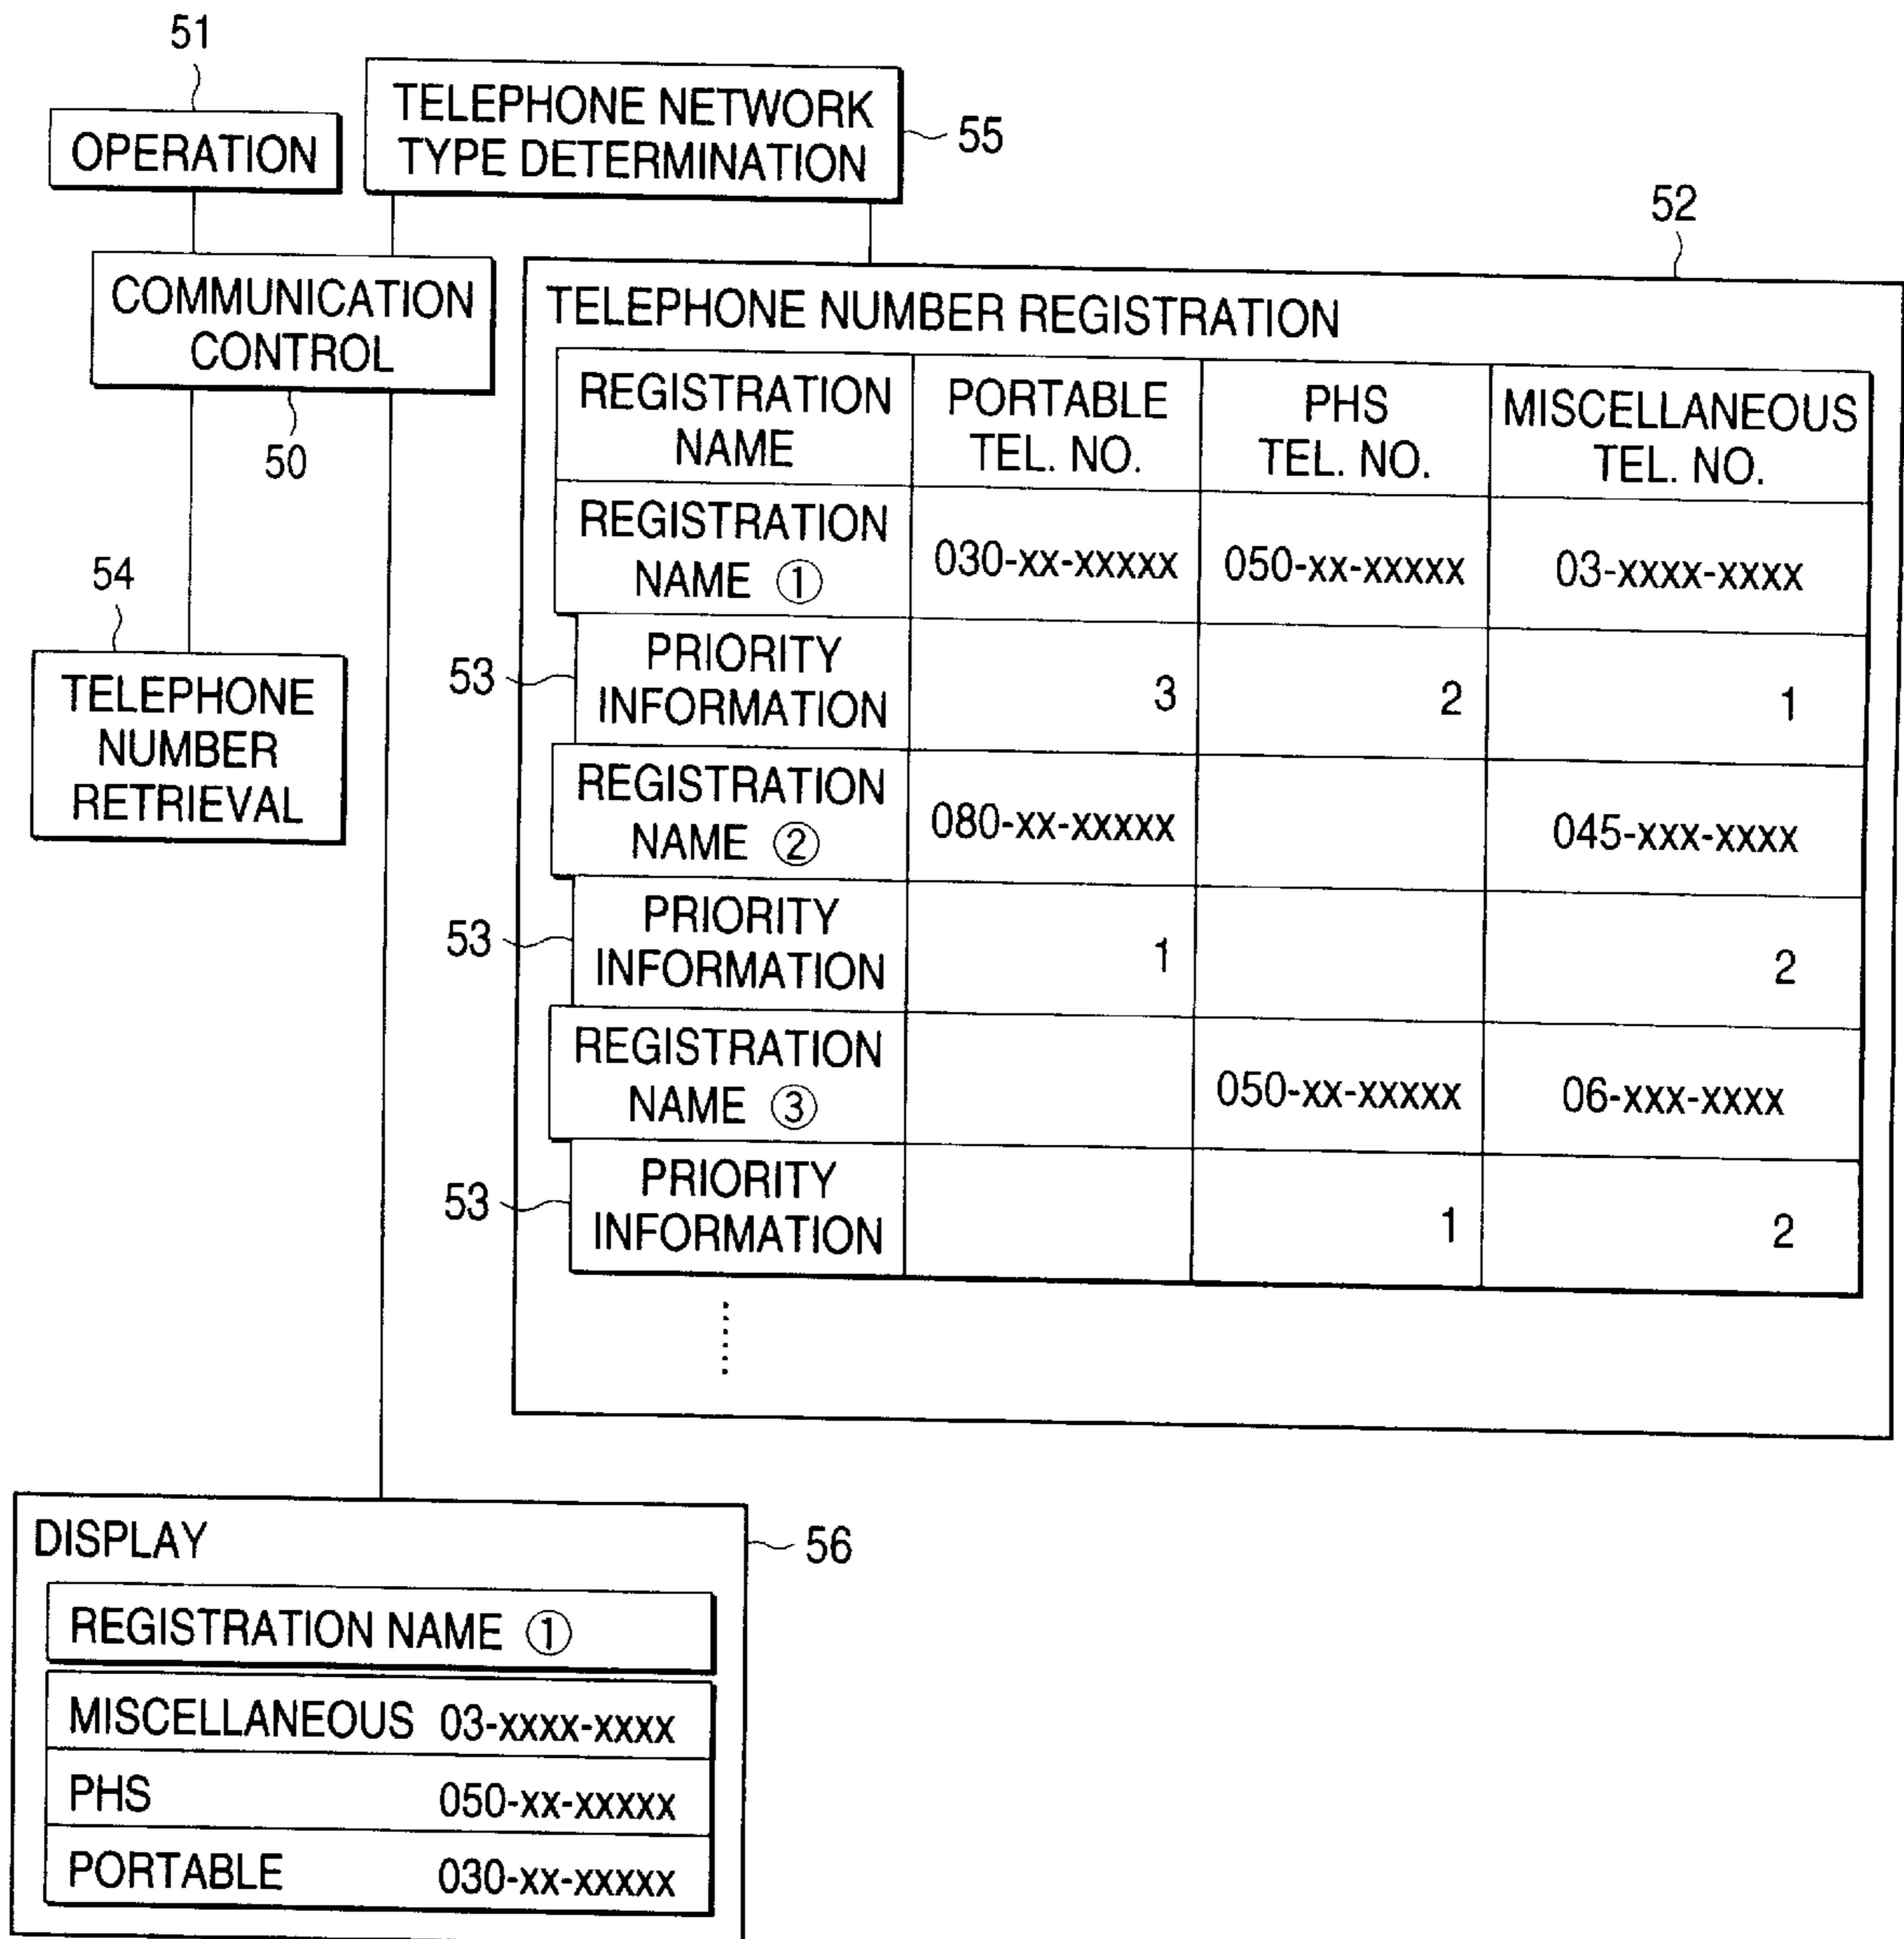 51
OPERATION
TELEPHONE NETWORK
TYPE DETERMINATION
55
COMMUNICATION
CONTROL
50
54
TELEPHONE
NUMBER
RETRIEVAL
52
TELEPHONE NUMBER REGISTRATION
REGISTRATION
NAME
PORTABLE
TEL. NO.
PHS
TEL. NO.
MISCELLANEOUS
TEL. NO.
REGISTRATION
NAME ①
030-xx-xxxxx
050-xx-xxxxx
03-xxxx-xxxx
53
PRIORITY
INFORMATION
3
2
1
REGISTRATION
NAME ②
080-xx-xxxxx
045-xxx-xxxx
53
PRIORITY
INFORMATION
1
2
REGISTRATION
NAME ③
050-xx-xxxxx
06-xxx-xxxx
53
PRIORITY
INFORMATION
1
2
DISPLAY
56
REGISTRATION NAME ①
MISCELLANEOUS 03-xxxx-xxxx
PHS 050-xx-xxxxx
PORTABLE 030-xx-xxxxx